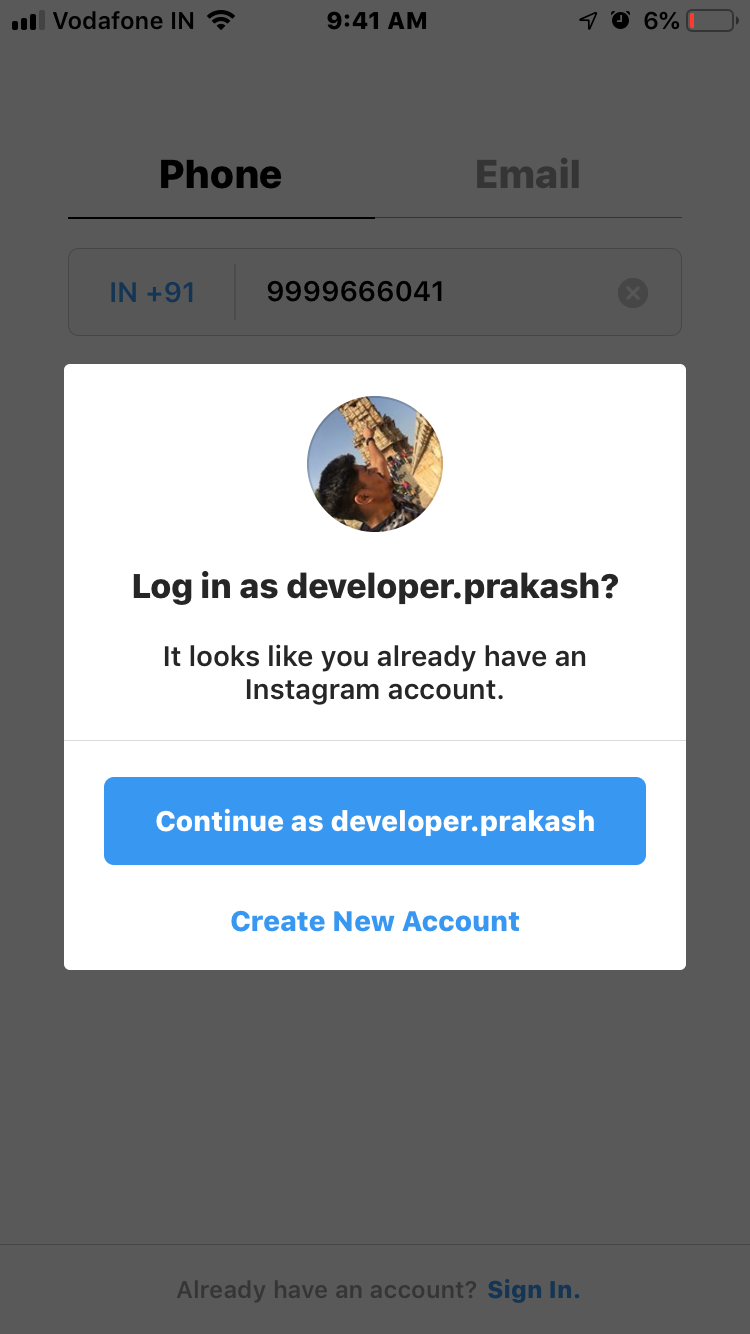 Vodafone IN 9:41 AM 6%
Phone Email
IN +91 9999666041
Log in as developer.prakash?
It looks like you already have an
Instagram account.
Continue as developer.prakash
Create New Account
Already have an account? Sign In.